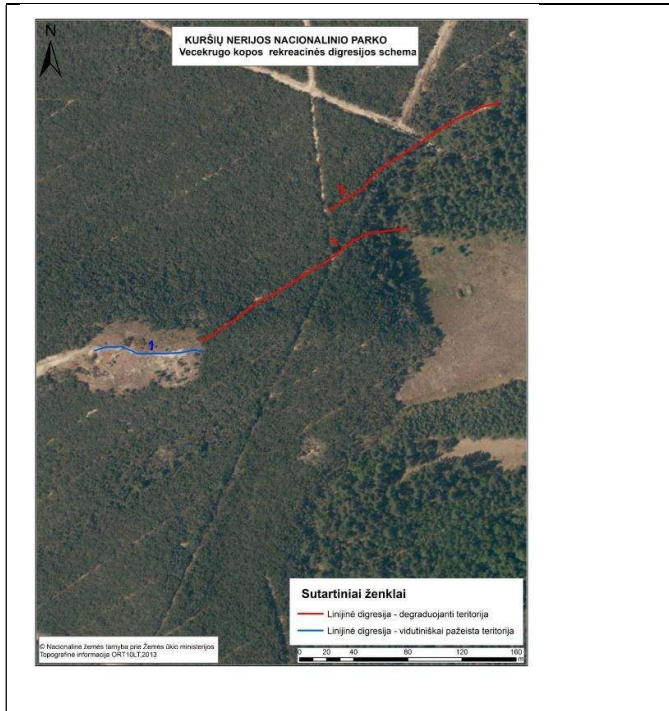 KURŠIŲ NERIJOS NACIONALINIO PARKO
Vecekrugo kopos rekreacinės digresijos schema
N
1
Sutartiniai ženklai
Linijinė digresija - degraduojanti teritorija
Linijinė digresija - vidutiniškai pažeista teritorija
© Nacionalinė žemės tarnyba prie Žemės ūkio ministerijos
Topografinė informacija ORT10LT,2013
0 20 40 80 120 160
m